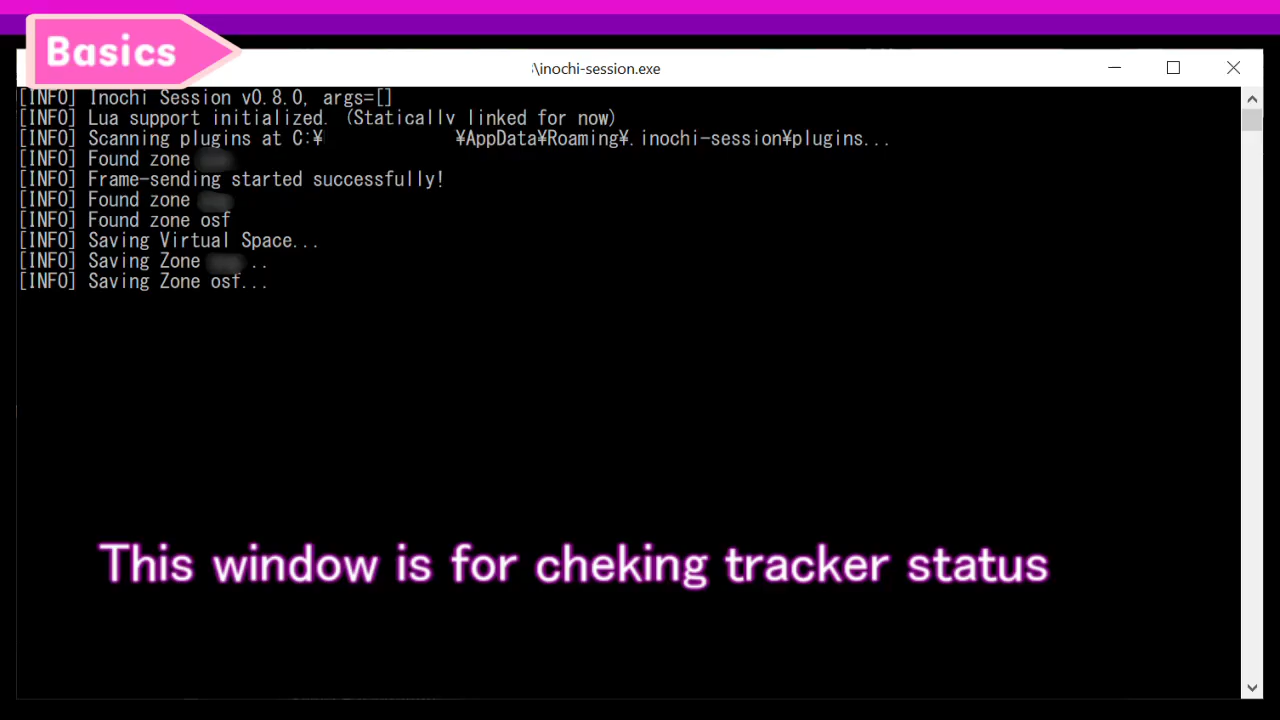 Basics
\inochi-session.exe
[INFO] Inochi Session v0.8.0, args=[]
[INFO] Lua support initialized. (Statically linked for now)
[INFO] Scanning plugins at C:¥ ¥AppData¥Roaming¥.inochi-session¥plugins...
[INFO] Found zone
[INFO] Frame-sending started successfully!
[INFO] Found zone
[INFO] Found zone osf
[INFO] Saving Virtual Space...
[INFO] Saving Zone ..
[INFO] Saving Zone osf...
This window is for cheking tracker status